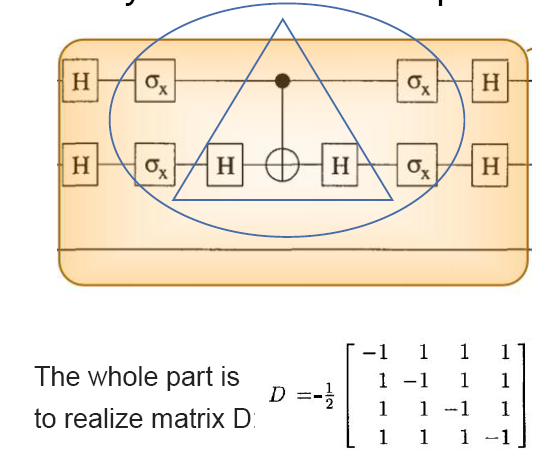 H σx σx H
H σx H H σx H
The whole part is
to realize matrix D:
D =-1/2
-1 1 1 1
1 -1 1 1
1 1 -1 1
1 1 1 -1